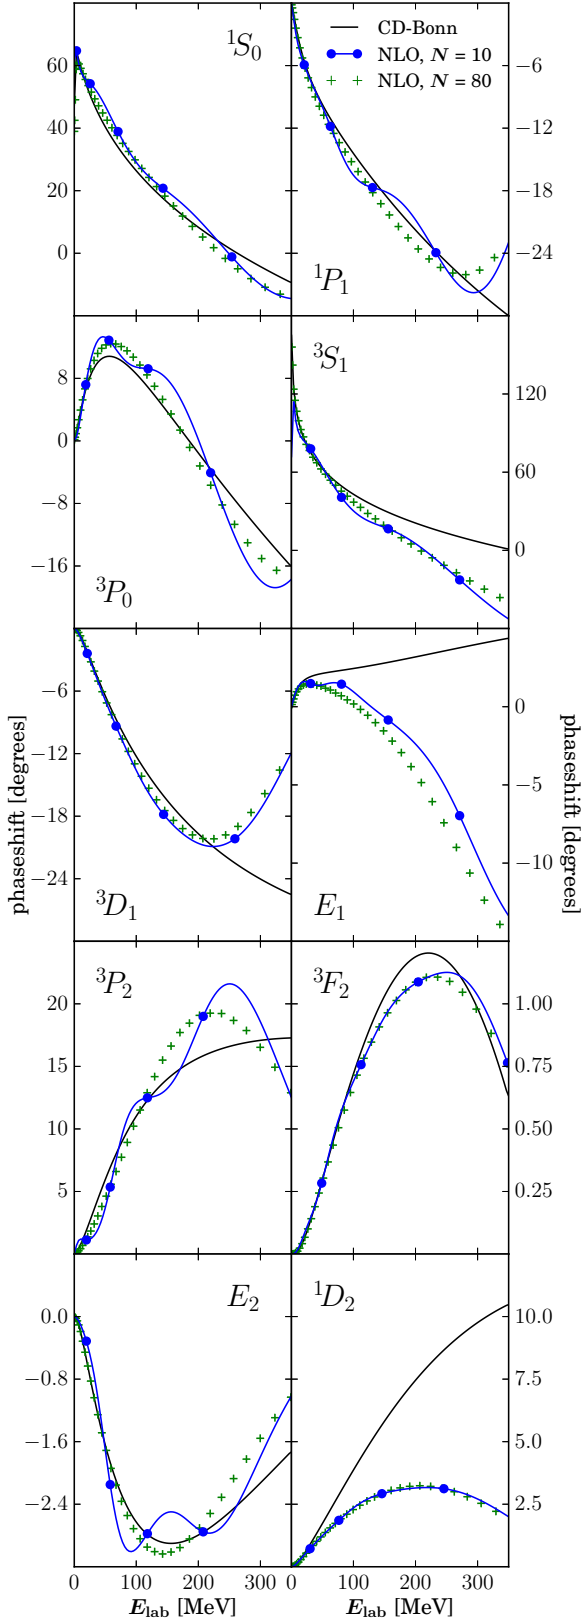 CD-Bonn
NLO, N = 10
NLO, N = 80
¹S₀
60
40
20
0
¹P₁
−6
−12
−18
−24
³P₀
8
0
−8
−16
³S₁
120
60
0
³D₁
−6
−12
−18
−24
phaseshift [degrees]
E₁
0
−5
−10
phaseshift [degrees]
³P₂
20
15
10
5
³F₂
1.00
0.75
0.50
0.25
E₂
0.0
−0.8
−1.6
−2.4
¹D₂
10.0
7.5
5.0
2.5
0 100 200 300
0 100 200 300
E_lab [MeV]
E_lab [MeV]